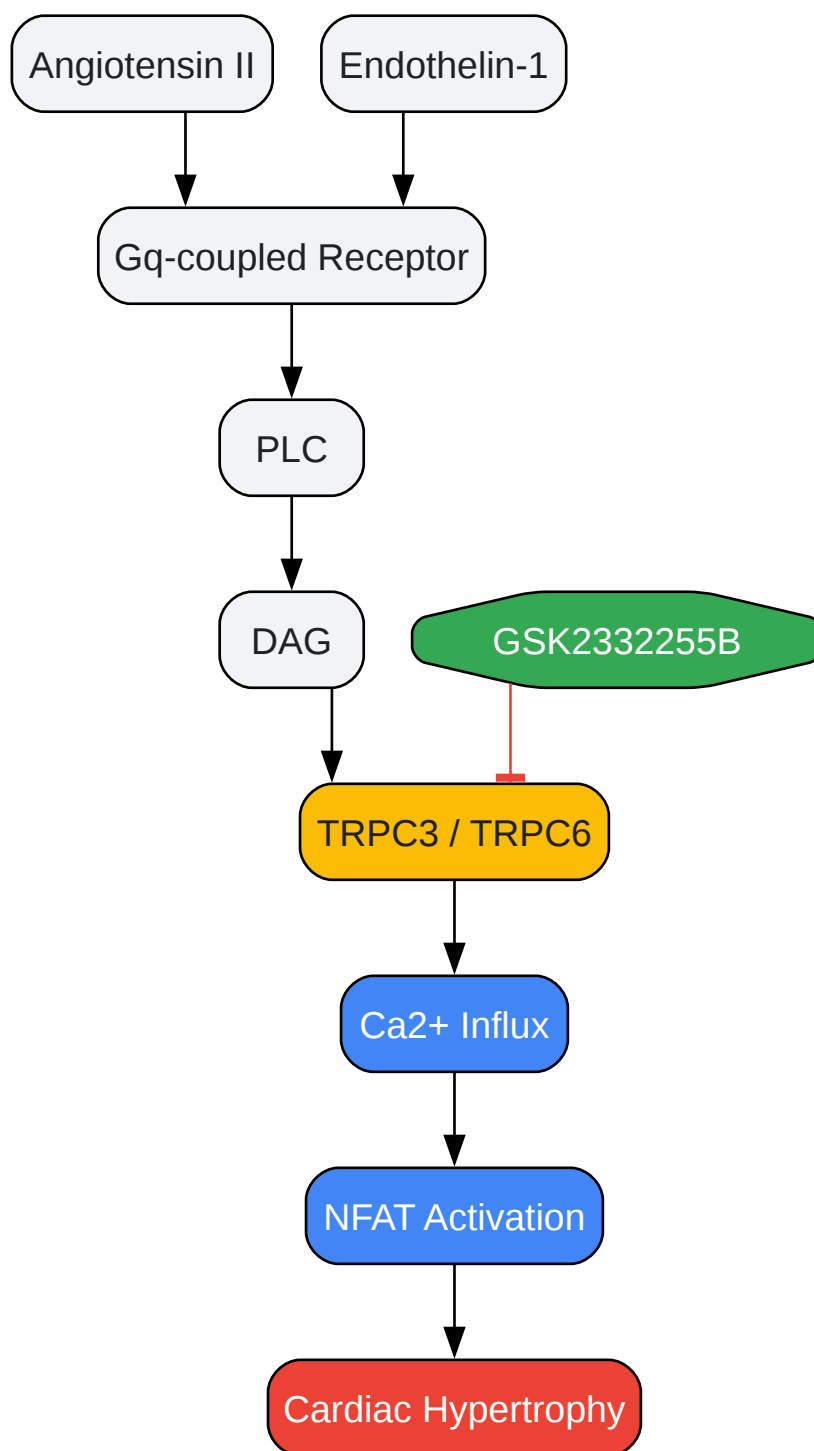 Angiotensin II
Endothelin-1
Gq-coupled Receptor
PLC
DAG
GSK2332255B
TRPC3 / TRPC6
Ca2+ Influx
NFAT Activation
Cardiac Hypertrophy